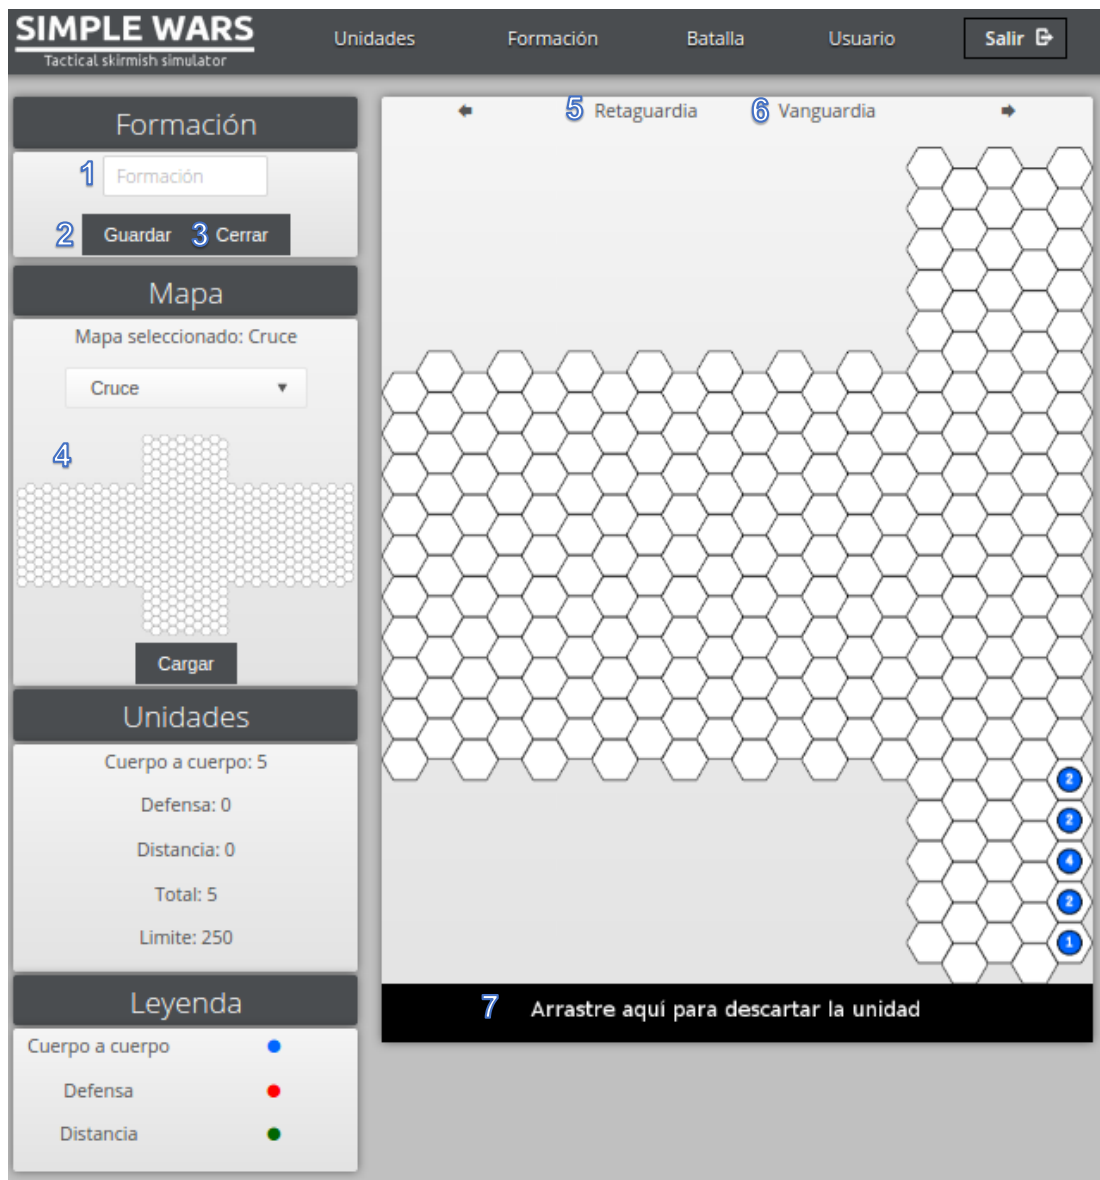 SIMPLE WARS
Tactical skirmish simulator
Unidades Formación Batalla Usuario Salir
Formación
1 Formación
2 Guardar 3 Cerrar
Mapa
Mapa seleccionado: Cruce
Cruce
4
Cargar
Unidades
Cuerpo a cuerpo: 5
Defensa: 0
Distancia: 0
Total: 5
Limite: 250
Leyenda
Cuerpo a cuerpo
Defensa
Distancia
5 Retaguardia 6 Vanguardia
2
2
4
2
1
7 Arrastre aquí para descartar la unidad